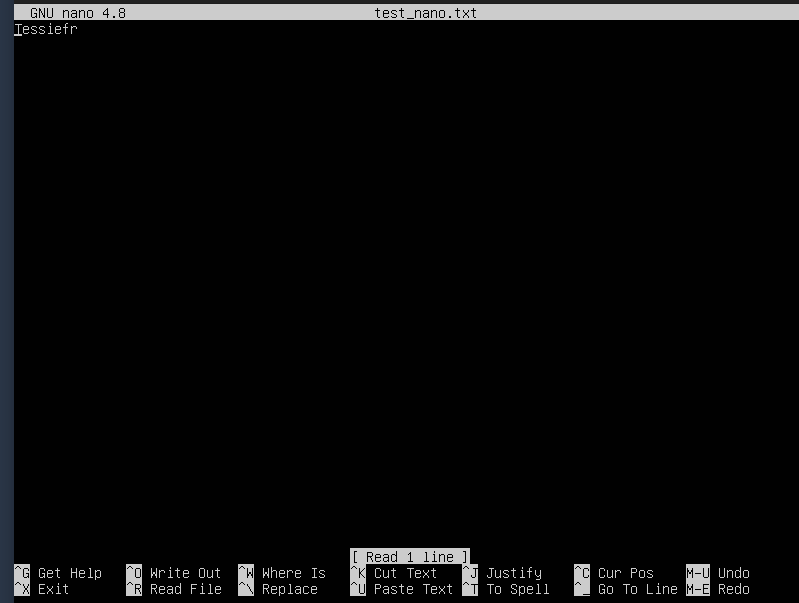 GNU nano 4.8 test_nano.txt
Tessiefr
[ Read 1 line ]
^G Get Help ^O Write Out ^W Where Is ^K Cut Text ^J Justify ^C Cur Pos M-U Undo
^X Exit ^R Read File ^\ Replace ^U Paste Text ^T To Spell ^_ Go To Line M-E Redo